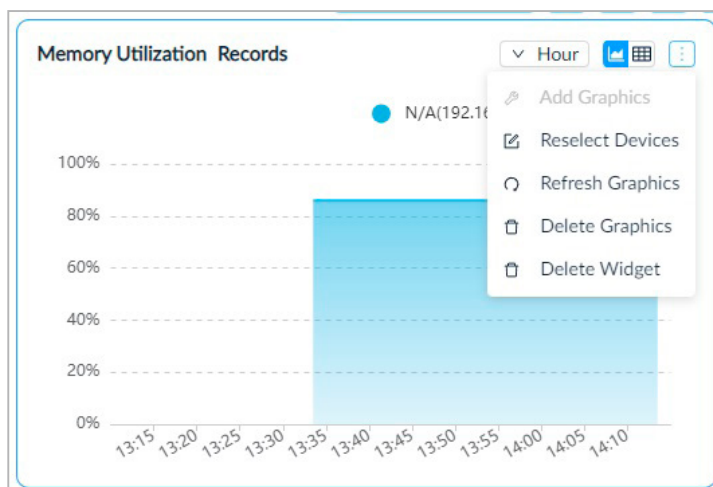 Memory Utilization Records
Hour
N/A(192.16
Add Graphics
Reselect Devices
Refresh Graphics
Delete Graphics
Delete Widget
100%
80%
60%
40%
20%
0%
13:15 13:20 13:25 13:30 13:35 13:40 13:45 13:50 13:55 14:00 14:05 14:10